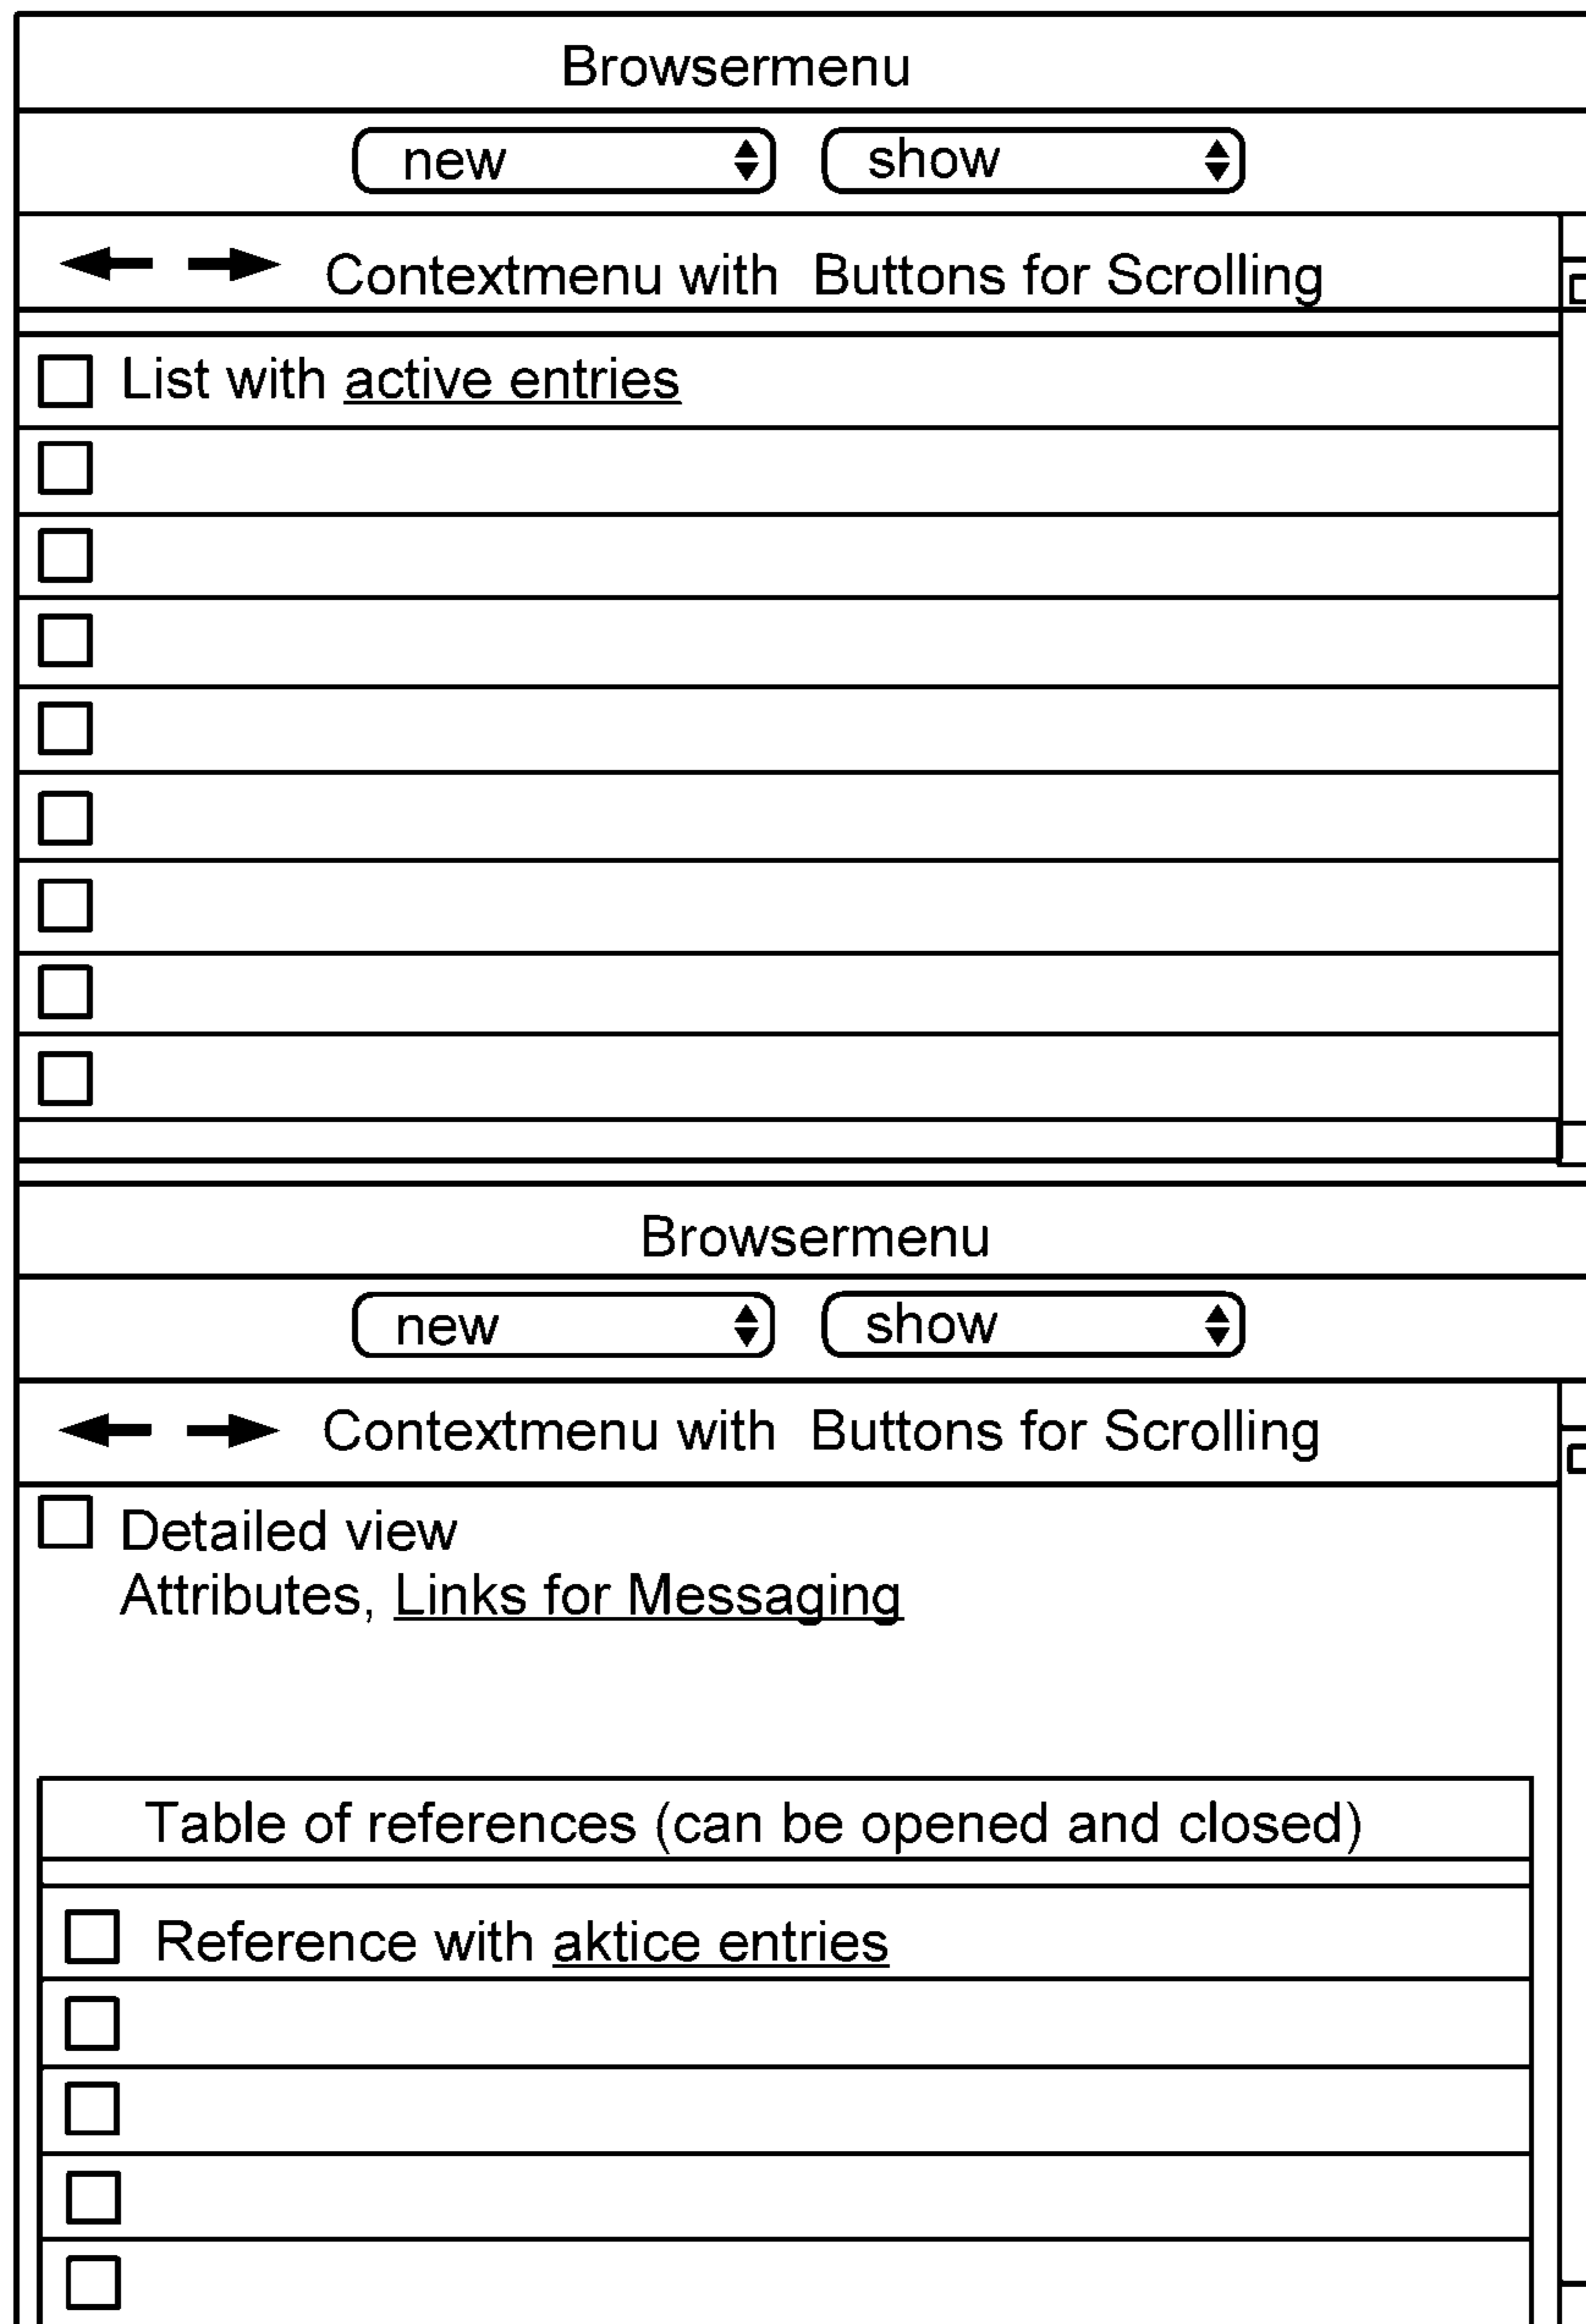 Browsermenu
new show
Contextmenu with Buttons for Scrolling
List with active entries
Browsermenu
new show
Contextmenu with Buttons for Scrolling
Detailed view
Attributes, Links for Messaging
Table of references (can be opened and closed)
Reference with aktice entries